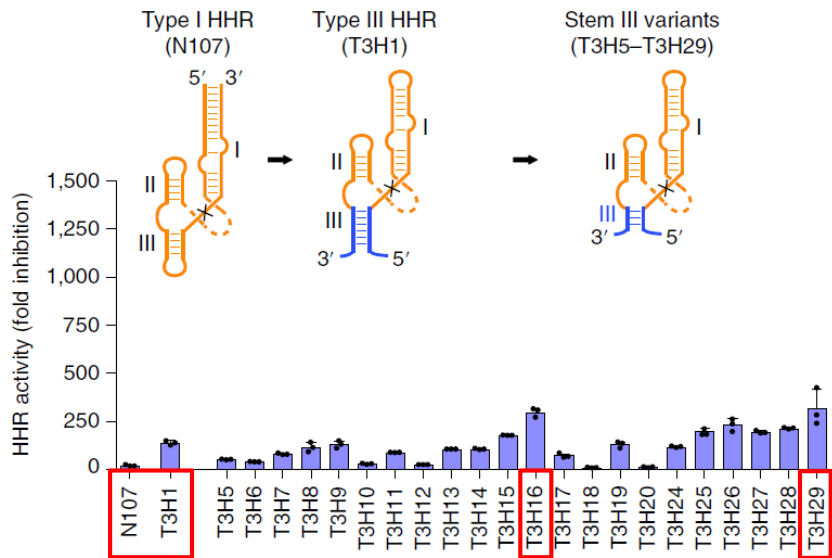 Type I HHR
(N107)
Type III HHR
(T3H1)
Stem III variants
(T3H5–T3H29)
5′ 3′
I
II
III
I
II
III
3′ 5′
I
II
III
3′ 5′
HHR activity (fold inhibition)
1,500
1,250
1,000
750
500
250
0
N107
T3H1
T3H5
T3H6
T3H7
T3H8
T3H9
T3H10
T3H11
T3H12
T3H13
T3H14
T3H15
T3H16
T3H17
T3H18
T3H19
T3H20
T3H24
T3H25
T3H26
T3H27
T3H28
T3H29